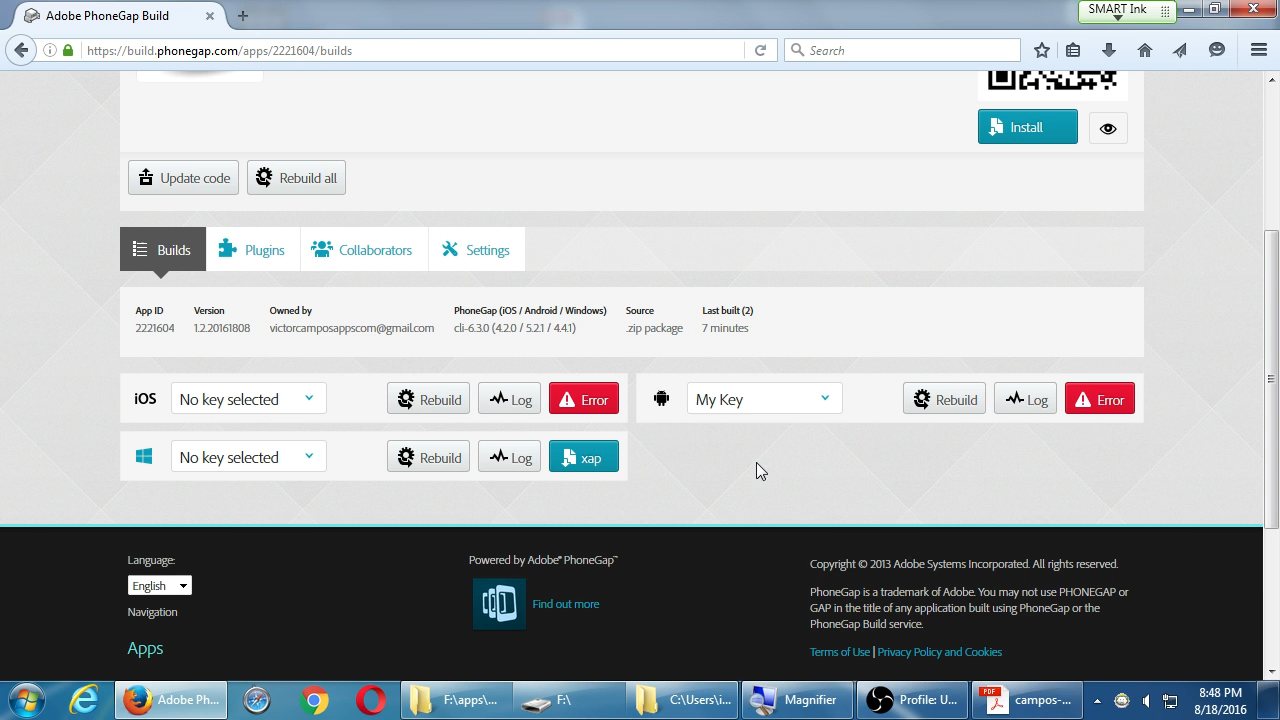 Adobe PhoneGap Build
SMART Ink
https://build.phonegap.com/apps/2221604/builds
Search
Install
Update code
Rebuild all
Builds
Plugins
Collaborators
Settings
App ID Version Owned by PhoneGap (iOS / Android / Windows) Source Last built (2)
2221604 1.2.20161808 victorcamposappscom@gmail.com cli-6.3.0 (4.2.0 / 5.2.1 / 4.4.1) .zip package 7 minutes
iOS No key selected Rebuild Log Error
My Key Rebuild Log Error
No key selected Rebuild Log xap
Language:
English
Navigation
Apps
Powered by Adobe® PhoneGap™
Find out more
Copyright © 2013 Adobe Systems Incorporated. All rights reserved.
PhoneGap is a trademark of Adobe. You may not use PHONEGAP or
GAP in the title of any application built using PhoneGap or the
PhoneGap Build service.
Terms of Use | Privacy Policy and Cookies
Adobe Ph...
F:\apps\...
F:\
C:\Users\i...
Magnifier
Profile: U...
PDF
campos-...
8:48 PM
8/18/2016